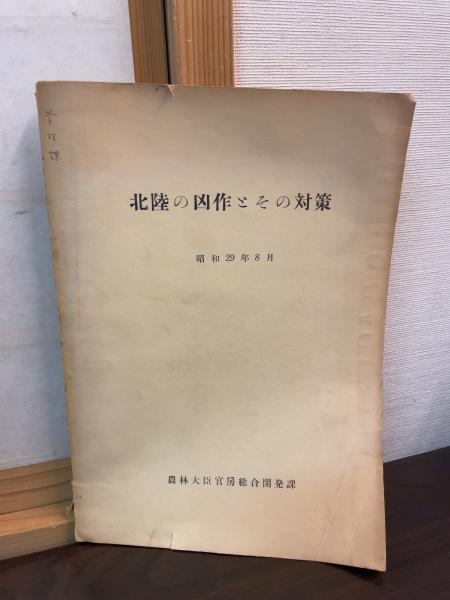 北陸の凶作とその対策
昭和29年8月
農林大臣官房総合開発課